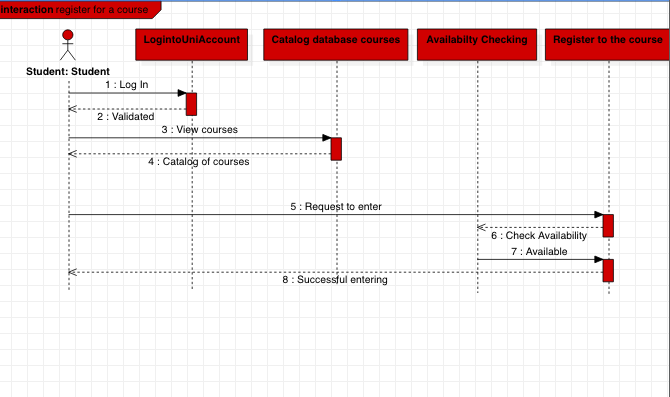 interaction register for a course
LogintoUniAccount
Catalog database courses
Availabilty Checking
Register to the course
Student: Student
1 : Log In
2 : Validated
3 : View courses
4 : Catalog of courses
5 : Request to enter
6 : Check Availability
7 : Available
8 : Successful entering